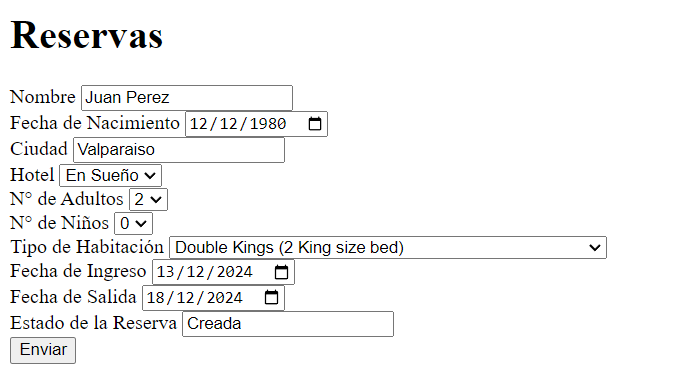 Reservas
Nombre Juan Perez
Fecha de Nacimiento 12/12/1980
Ciudad Valparaiso
Hotel En Sueño
N° de Adultos 2
N° de Niños 0
Tipo de Habitación Double Kings (2 King size bed)
Fecha de Ingreso 13/12/2024
Fecha de Salida 18/12/2024
Estado de la Reserva Creada
Enviar